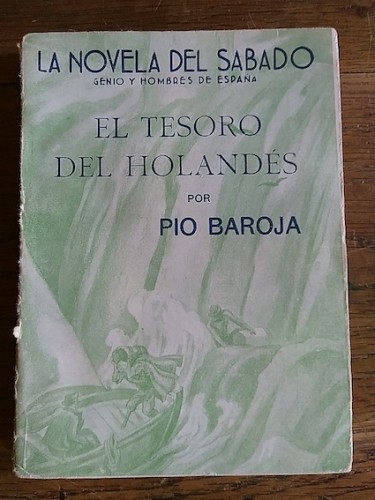 LA NOVELA DEL SABADO
GENIO Y HOMBRES DE ESPAÑA
EL TESORO
DEL HOLANDÉS
POR
PIO BAROJA